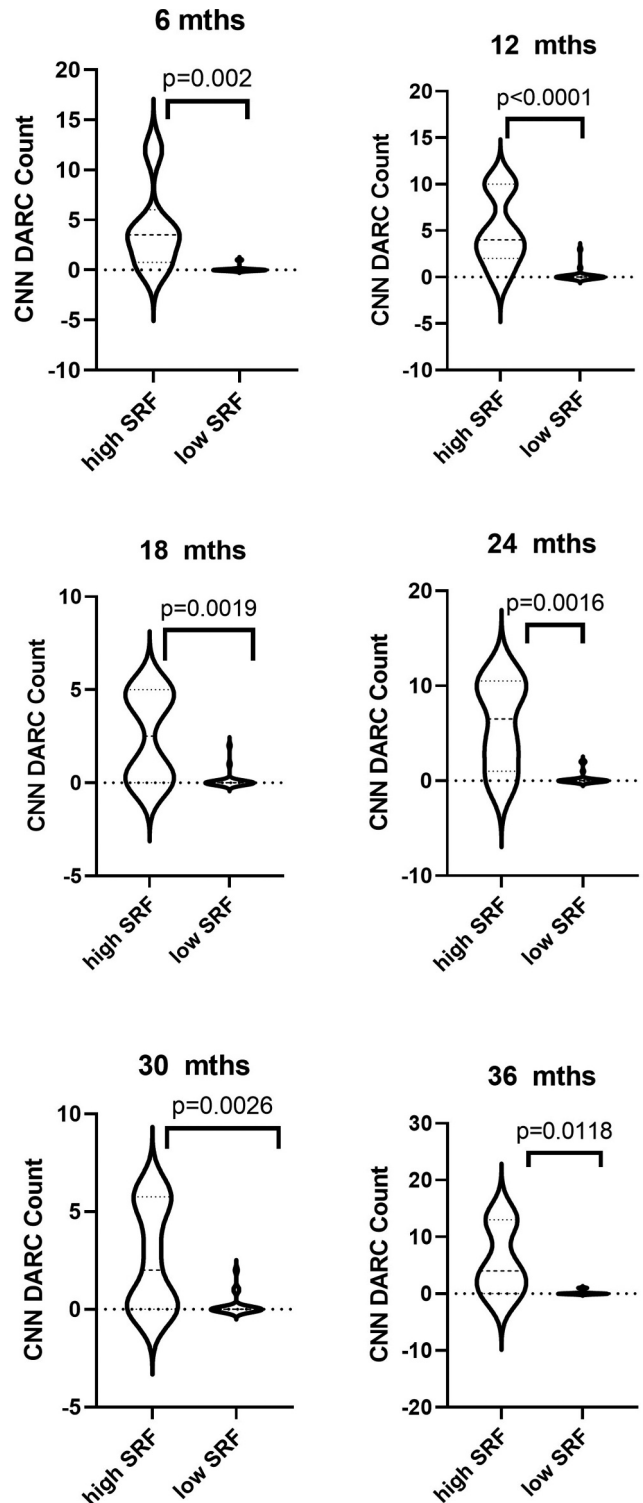 6 mths
p=0.002
CNN DARC Count
20
15
10
5
0
-5
-10
high SRF
low SRF
12 mths
p<0.0001
CNN DARC Count
20
15
10
5
0
-5
-10
high SRF
low SRF
18 mths
p=0.0019
CNN DARC Count
10
5
0
-5
high SRF
low SRF
24 mths
p=0.0016
CNN DARC Count
20
10
0
-10
high SRF
low SRF
30 mths
p=0.0026
CNN DARC Count
10
5
0
-5
high SRF
low SRF
36 mths
p=0.0118
CNN DARC Count
30
20
10
0
-10
-20
high SRF
low SRF